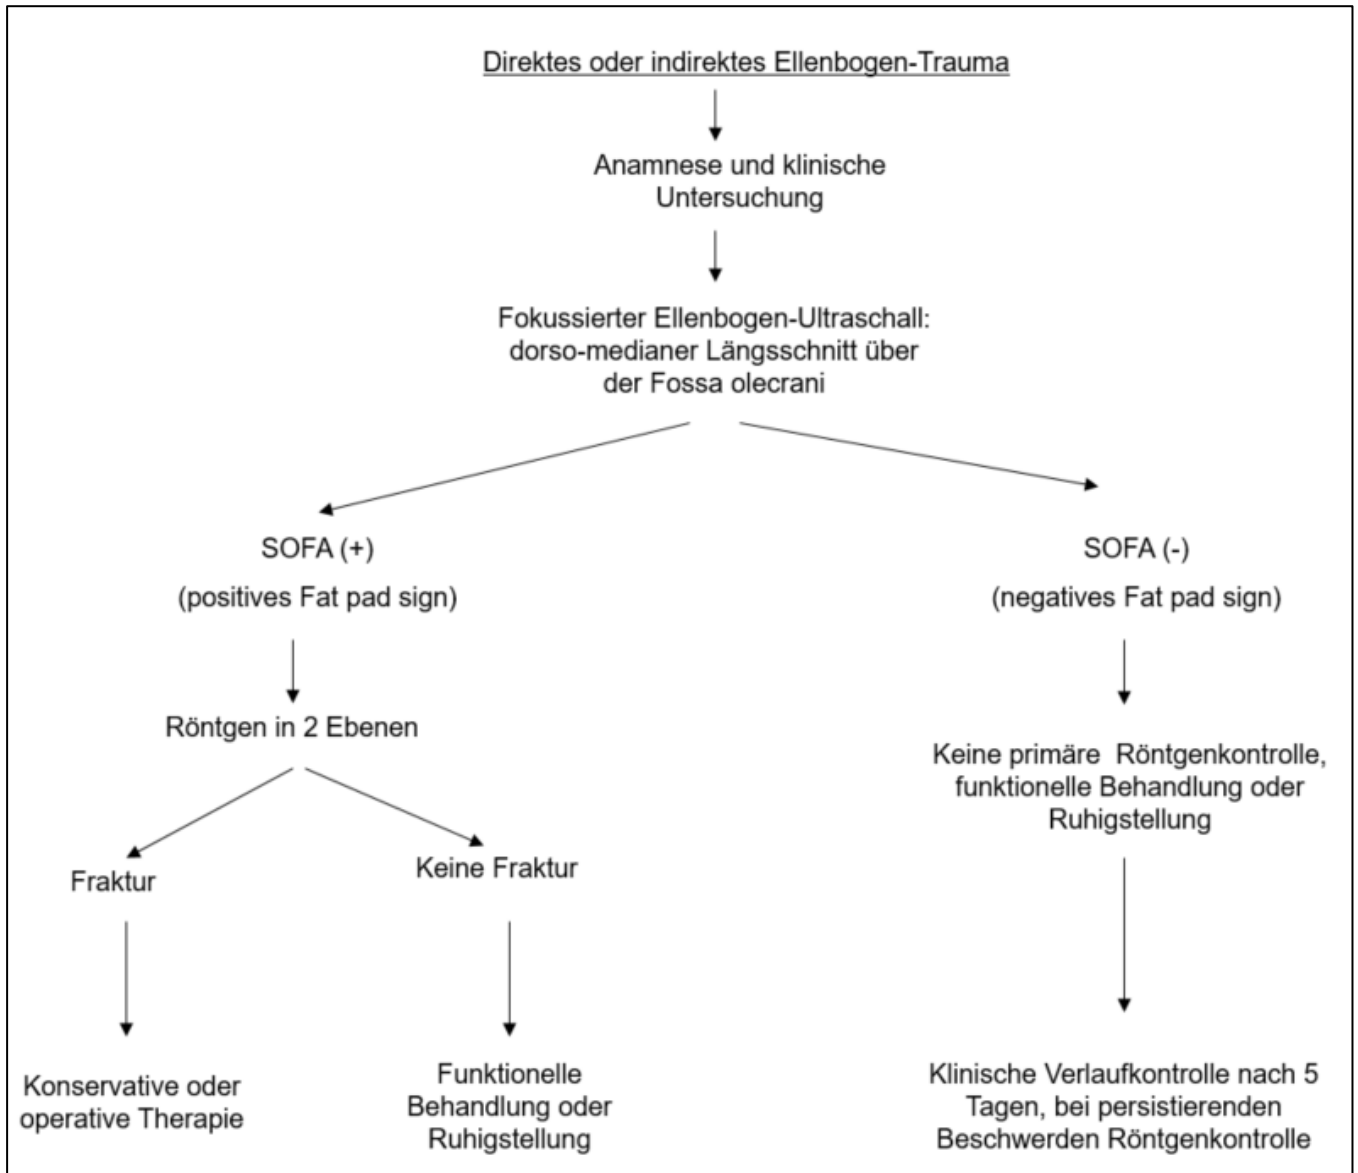 Direktes oder indirektes Ellenbogen-Trauma
Anamnese und klinische
Untersuchung
Fokussierter Ellenbogen-Ultraschall:
dorso-medianer Längsschnitt über
der Fossa olecrani
SOFA (+)
(positives Fat pad sign)
Röntgen in 2 Ebenen
Fraktur
Konservative oder
operative Therapie
Keine Fraktur
Funktionelle
Behandlung oder
Ruhigstellung
SOFA (-)
(negatives Fat pad sign)
Keine primäre Röntgenkontrolle,
funktionelle Behandlung oder
Ruhigstellung
Klinische Verlaufkontrolle nach 5
Tagen, bei persistierenden
Beschwerden Röntgenkontrolle